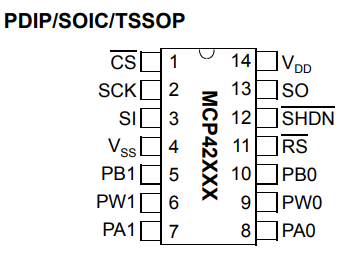 PDIP/SOIC/TSSOP
CS 1 14 VDD
SCK 2 13 SO
SI 3 12 SHDN
VSS 4 11 RS
PB1 5 10 PB0
PW1 6 9 PW0
PA1 7 8 PA0
MCP42XXX